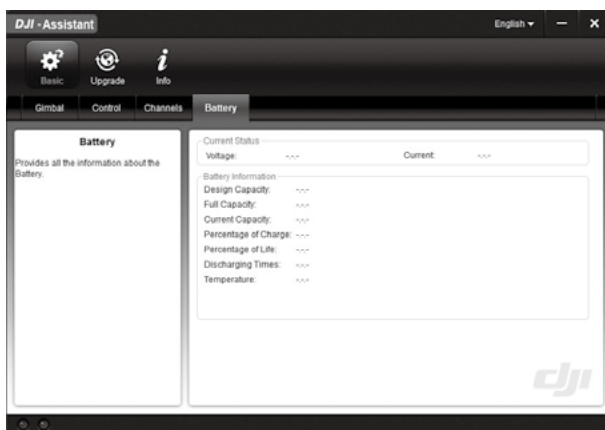 DJI - Assistant
English
Basic
Upgrade
Info
Gimbal
Control
Channels
Battery
Battery
Provides all the information about the
Battery.
Current Status
Voltage: -.-.-
Current: -.-.-
Battery Information
Design Capacity: -.-.-
Full Capacity: -.-.-
Current Capacity: -.-.-
Percentage of Charge: -.-.-
Percentage of Life: -.-.-
Discharging Times: -.-.-
Temperature: -.-.-
dji